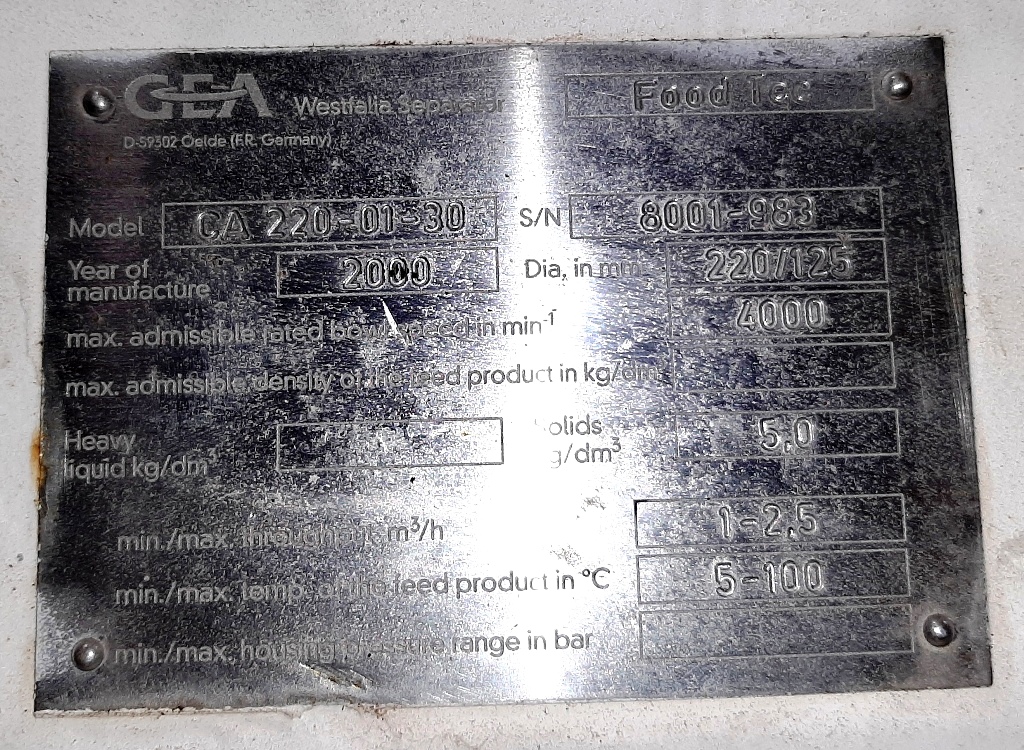 GEA Westfalia Separator Food Tec
D-59302 Oelde (F.R. Germany)
Model CA 220-01-30 S/N 8001-983
Year of manufacture 2000 Dia, in mm 220/125
max. admissible rated bowl speed in min⁻¹ 4000
max. admissible density of the feed product in kg/dm
Heavy liquid kg/dm³ olids g/dm³ 5,0
min./max. throughput m³/h 1-2,5
min./max. temp. of the feed product in °C 5-100
min./max. housing pressure range in bar